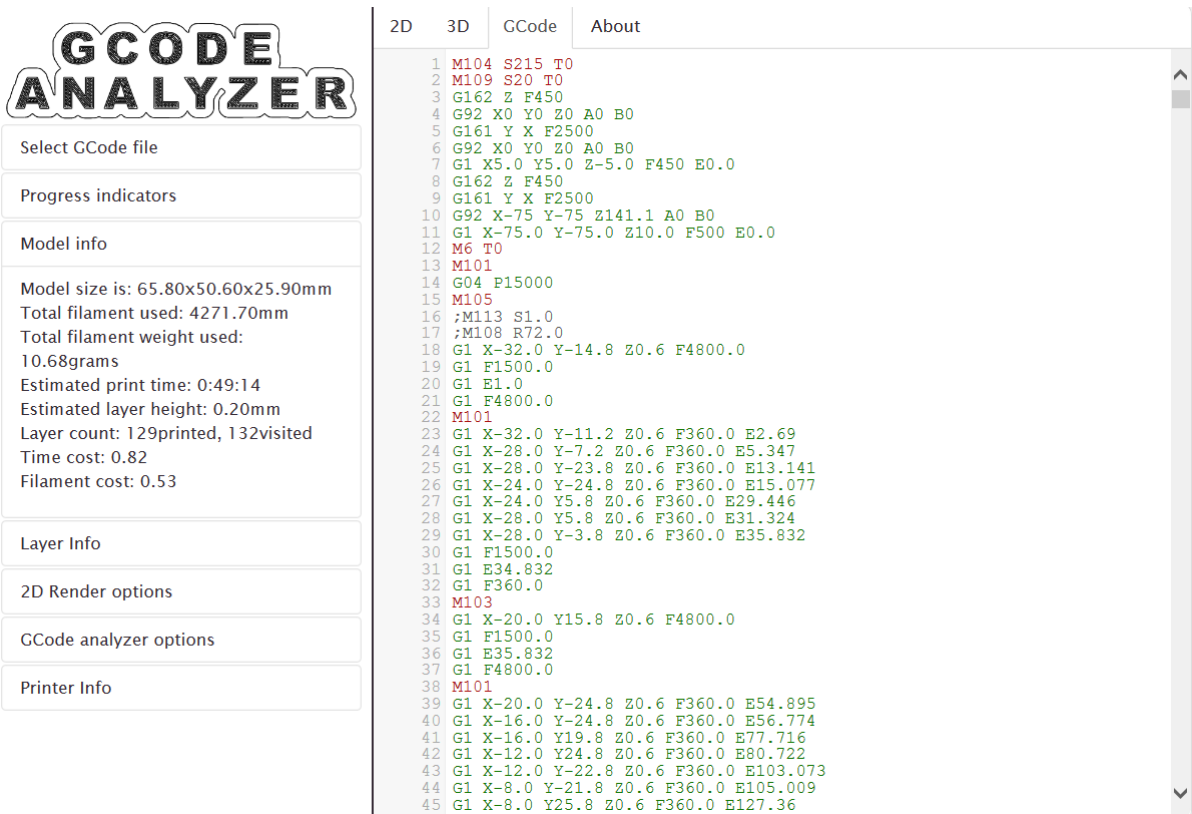 GCODE
ANALYZER
Select GCode file
Progress indicators
Model info
Model size is: 65.80x50.60x25.90mm
Total filament used: 4271.70mm
Total filament weight used:
10.68grams
Estimated print time: 0:49:14
Estimated layer height: 0.20mm
Layer count: 129printed, 132visited
Time cost: 0.82
Filament cost: 0.53
Layer Info
2D Render options
GCode analyzer options
Printer Info
2D 3D GCode About
1 M104 S215 T0
2 M109 S20 T0
3 G162 Z F450
4 G92 X0 Y0 Z0 A0 B0
5 G161 Y X F2500
6 G92 X0 Y0 Z0 A0 B0
7 G1 X5.0 Y5.0 Z-5.0 F450 E0.0
8 G162 Z F450
9 G161 Y X F2500
10 G92 X-75 Y-75 Z141.1 A0 B0
11 G1 X-75.0 Y-75.0 Z10.0 F500 E0.0
12 M6 T0
13 M101
14 G04 P15000
15 M105
16 ;M113 S1.0
17 ;M108 R72.0
18 G1 X-32.0 Y-14.8 Z0.6 F4800.0
19 G1 F1500.0
20 G1 E1.0
21 G1 F4800.0
22 M101
23 G1 X-32.0 Y-11.2 Z0.6 F360.0 E2.69
24 G1 X-28.0 Y-7.2 Z0.6 F360.0 E5.347
25 G1 X-28.0 Y-23.8 Z0.6 F360.0 E13.141
26 G1 X-24.0 Y-24.8 Z0.6 F360.0 E15.077
27 G1 X-24.0 Y5.8 Z0.6 F360.0 E29.446
28 G1 X-28.0 Y5.8 Z0.6 F360.0 E31.324
29 G1 X-28.0 Y-3.8 Z0.6 F360.0 E35.832
30 G1 F1500.0
31 G1 E34.832
32 G1 F360.0
33 M103
34 G1 X-20.0 Y15.8 Z0.6 F4800.0
35 G1 F1500.0
36 G1 E35.832
37 G1 F4800.0
38 M101
39 G1 X-20.0 Y-24.8 Z0.6 F360.0 E54.895
40 G1 X-16.0 Y-24.8 Z0.6 F360.0 E56.774
41 G1 X-16.0 Y19.8 Z0.6 F360.0 E77.716
42 G1 X-12.0 Y24.8 Z0.6 F360.0 E80.722
43 G1 X-12.0 Y-22.8 Z0.6 F360.0 E103.073
44 G1 X-8.0 Y-21.8 Z0.6 F360.0 E105.009
45 G1 X-8.0 Y25.8 Z0.6 F360.0 E127.36